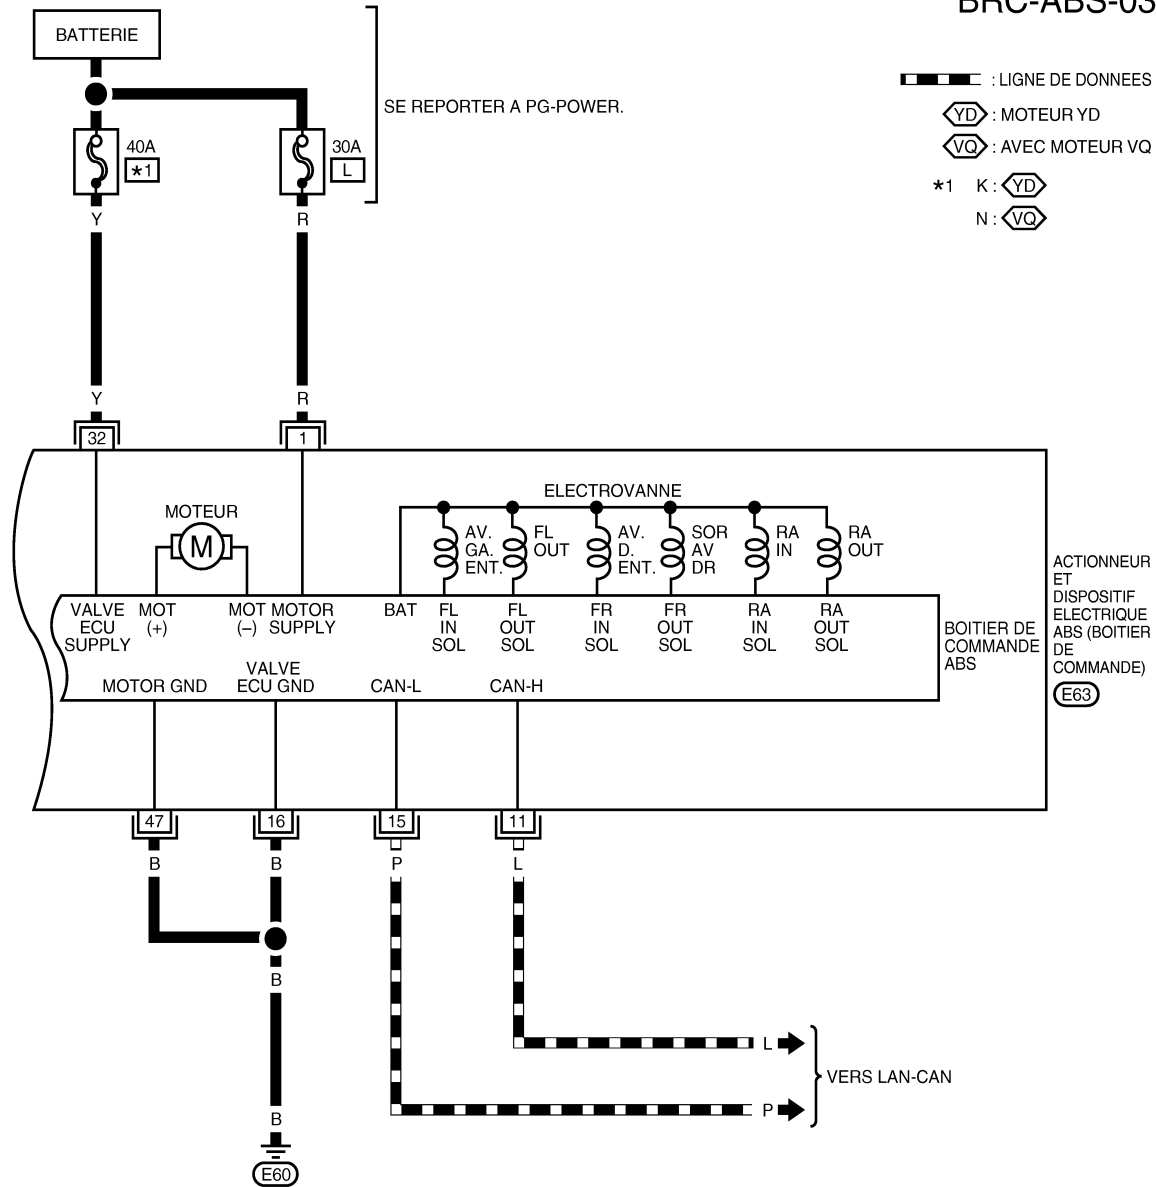 BRC-ABS-03
BATTERIE
SE REPORTER A PG-POWER.
: LIGNE DE DONNEES
YD : MOTEUR YD
VQ : AVEC MOTEUR VQ
*1 K : YD
N : VQ
40A
*1
30A
L
Y
R
Y
R
32
1
ELECTROVANNE
MOTEUR
M
AV.
GA.
ENT.
FL
OUT
AV.
D.
ENT.
SOR
AV
DR
RA
IN
RA
OUT
VALVE
ECU
SUPPLY
MOT
(+)
MOT
(–)
MOTOR
SUPPLY
BAT
FL
IN
SOL
FL
OUT
SOL
FR
IN
SOL
FR
OUT
SOL
RA
IN
SOL
RA
OUT
SOL
MOTOR GND
VALVE
ECU GND
CAN-L
CAN-H
BOITIER DE
COMMANDE
ABS
ACTIONNEUR
ET
DISPOSITIF
ELECTRIQUE
ABS (BOITIER
DE
COMMANDE)
E63
47
16
15
11
B
B
P
L
B
L
VERS LAN-CAN
P
B
E60